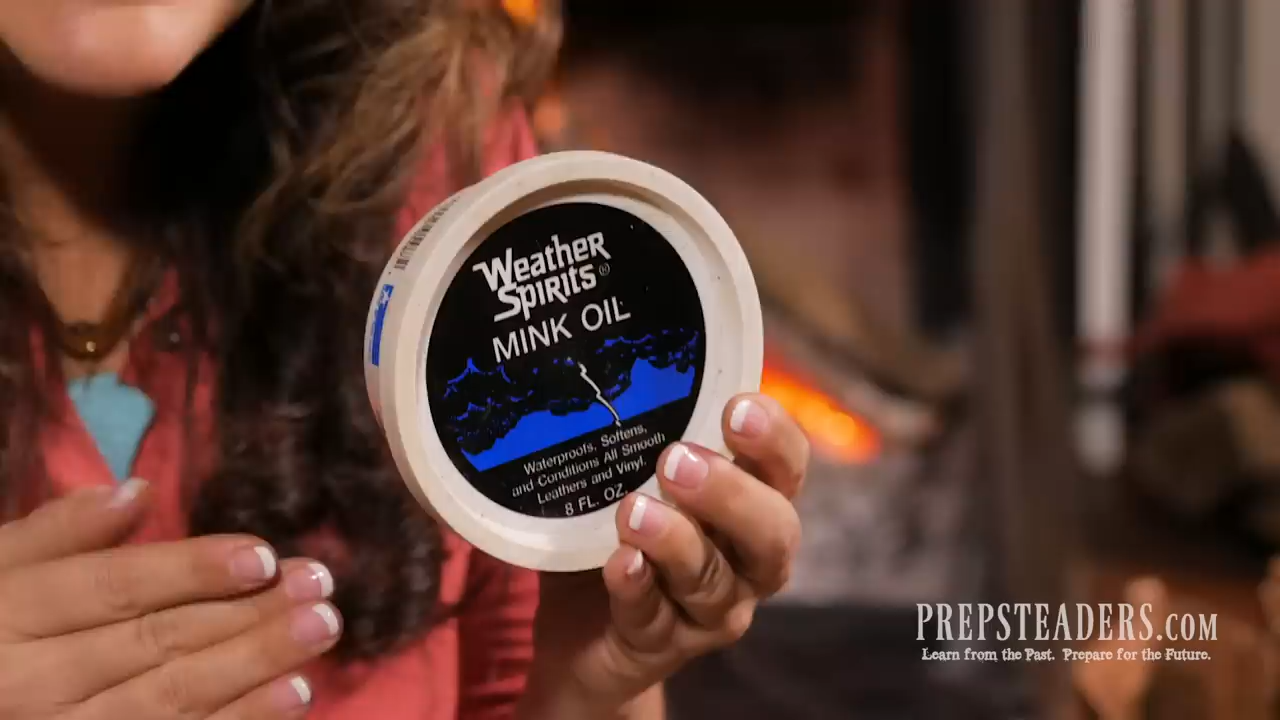 Weather
Spirits®
MINK OIL
Waterproofs, Softens,
and Conditions All Smooth
Leathers and Vinyl.
8 FL. OZ.
PREPSTEADERS.COM
Learn from the Past. Prepare for the Future.